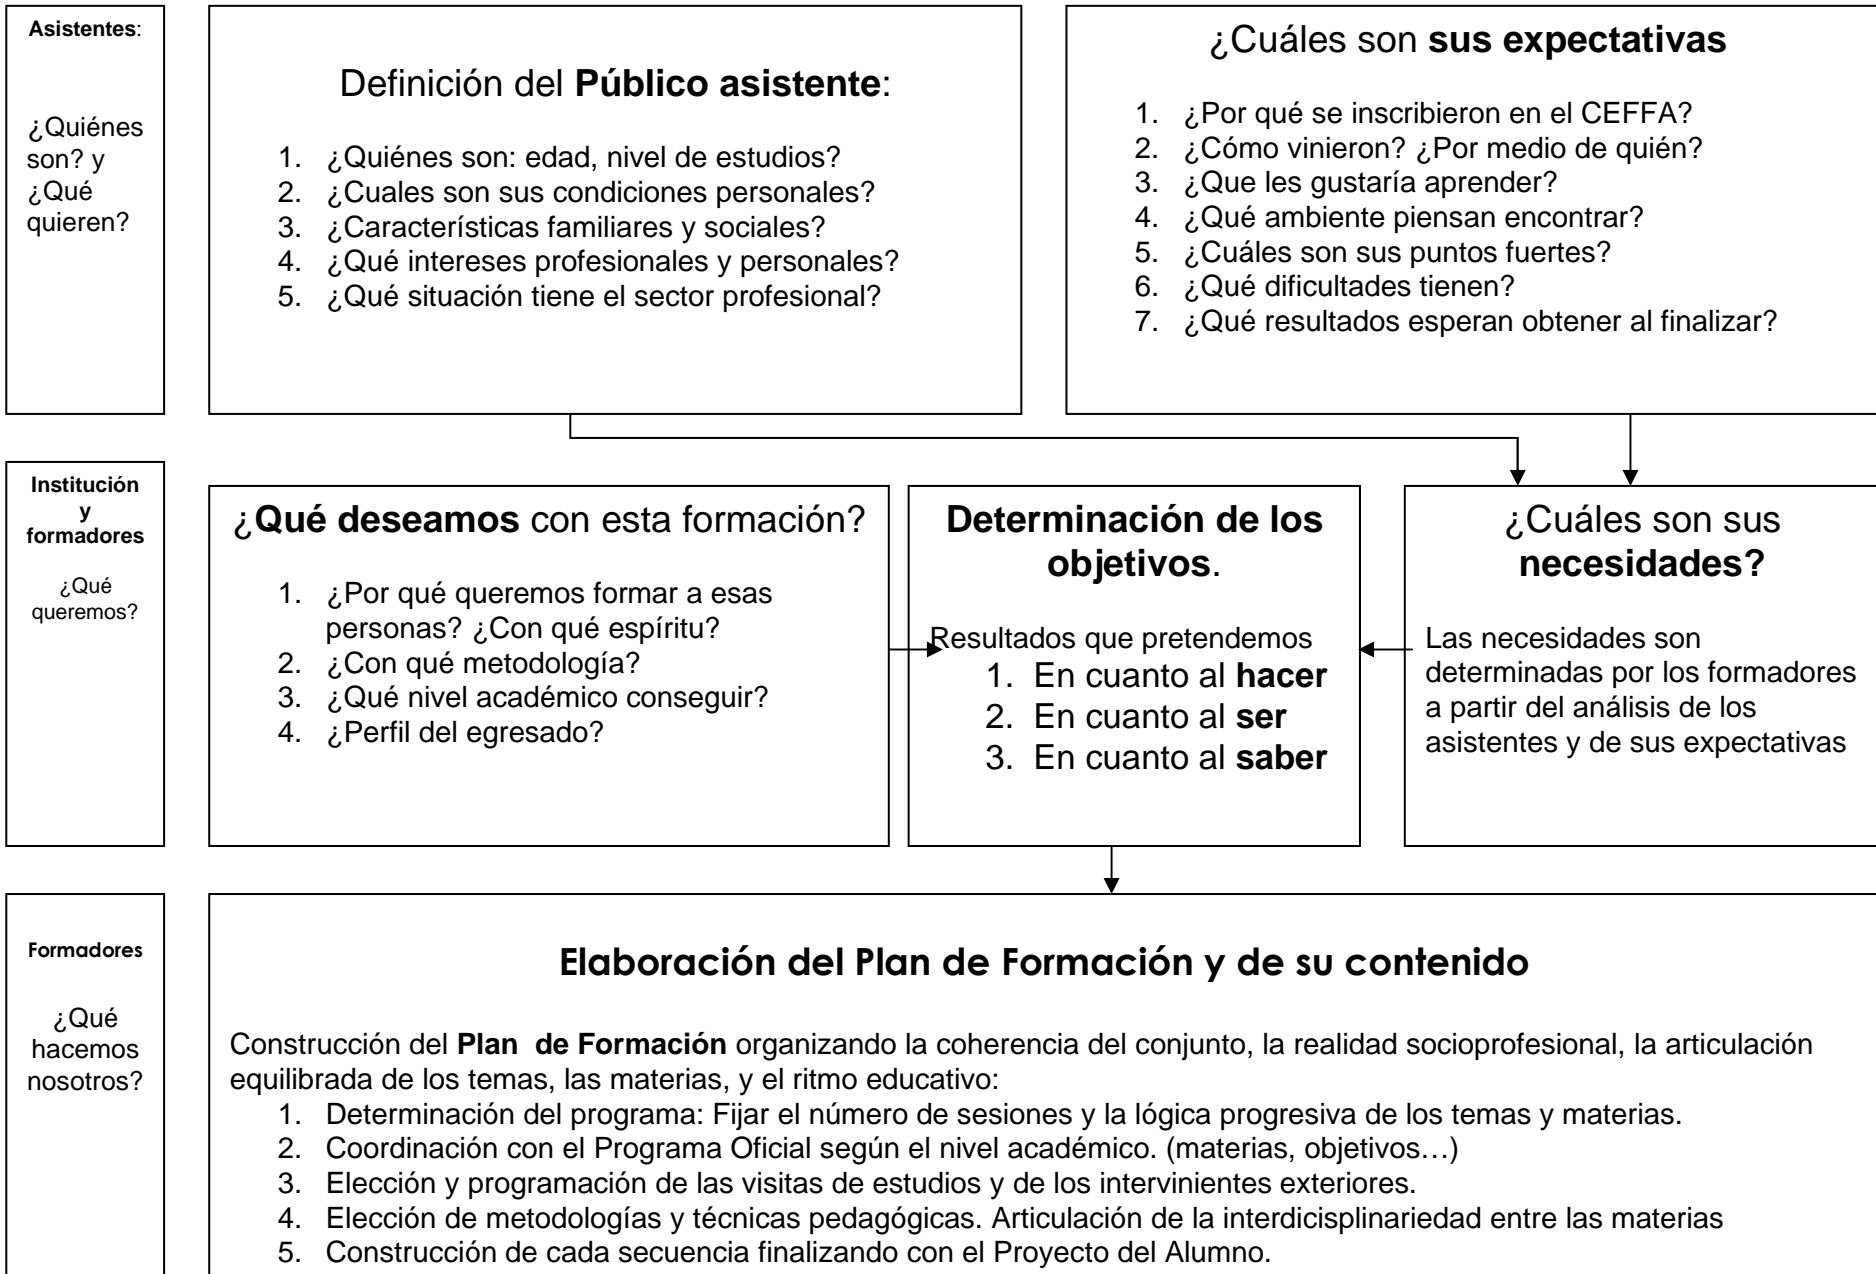 Asistentes:
¿Quiénes
son? y
¿Qué
quieren?
Definición del Público asistente:
1. ¿Quiénes son: edad, nivel de estudios?
2. ¿Cuales son sus condiciones personales?
3. ¿Características familiares y sociales?
4. ¿Qué intereses profesionales y personales?
5. ¿Qué situación tiene el sector profesional?
¿Cuáles son sus expectativas
1. ¿Por qué se inscribieron en el CEFFA?
2. ¿Cómo vinieron? ¿Por medio de quién?
3. ¿Que les gustaría aprender?
4. ¿Qué ambiente piensan encontrar?
5. ¿Cuáles son sus puntos fuertes?
6. ¿Qué dificultades tienen?
7. ¿Qué resultados esperan obtener al finalizar?
Institución
y
formadores
¿Qué
queremos?
¿Qué deseamos con esta formación?
1. ¿Por qué queremos formar a esas
personas? ¿Con qué espíritu?
2. ¿Con qué metodología?
3. ¿Qué nivel académico conseguir?
4. ¿Perfil del egresado?
Determinación de los
objetivos.
Resultados que pretendemos
1. En cuanto al hacer
2. En cuanto al ser
3. En cuanto al saber
¿Cuáles son sus
necesidades?
Las necesidades son
determinadas por los formadores
a partir del análisis de los
asistentes y de sus expectativas
Formadores
¿Qué
hacemos
nosotros?
Elaboración del Plan de Formación y de su contenido
Construcción del Plan de Formación organizando la coherencia del conjunto, la realidad socioprofesional, la articulación
equilibrada de los temas, las materias, y el ritmo educativo:
1. Determinación del programa: Fijar el número de sesiones y la lógica progresiva de los temas y materias.
2. Coordinación con el Programa Oficial según el nivel académico. (materias, objetivos…)
3. Elección y programación de las visitas de estudios y de los intervinientes exteriores.
4. Elección de metodologías y técnicas pedagógicas. Articulación de la interdicisplinariedad entre las materias
5. Construcción de cada secuencia finalizando con el Proyecto del Alumno.